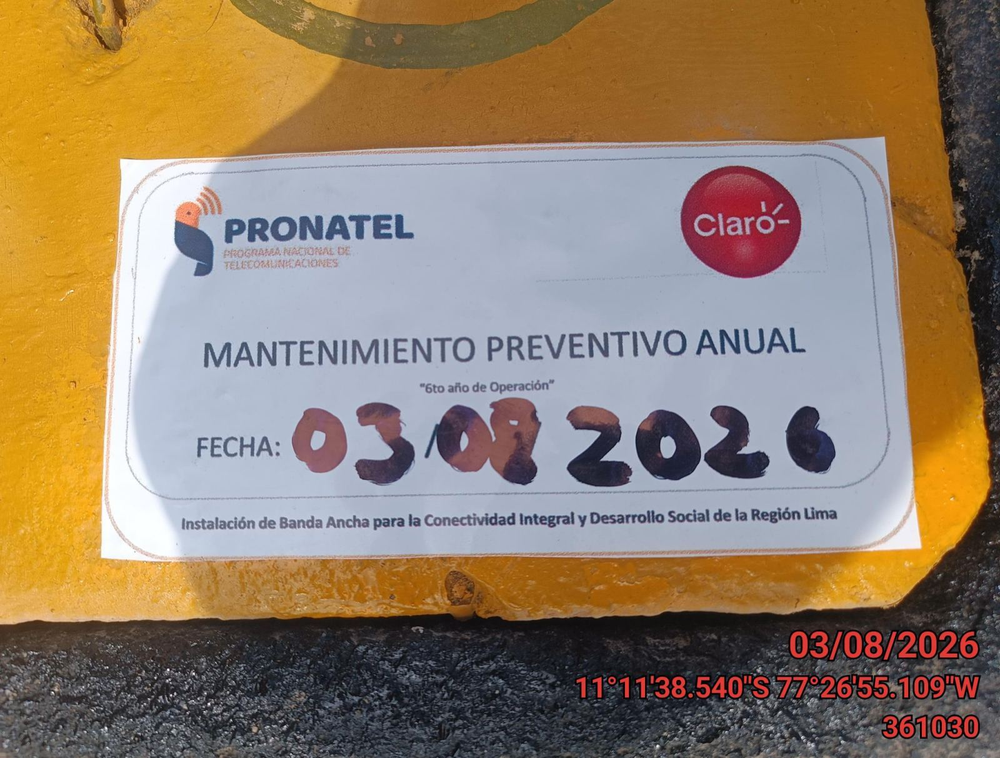 PRONATEL
PROGRAMA NACIONAL DE
TELECOMUNICACIONES
Claro
MANTENIMIENTO PREVENTIVO ANUAL
"6to año de Operación"
FECHA: 03/08 2026
Instalación de Banda Ancha para la Conectividad Integral y Desarrollo Social de la Región Lima
03/08/2026
11°11'38.540"S 77°26'55.109"W
361030